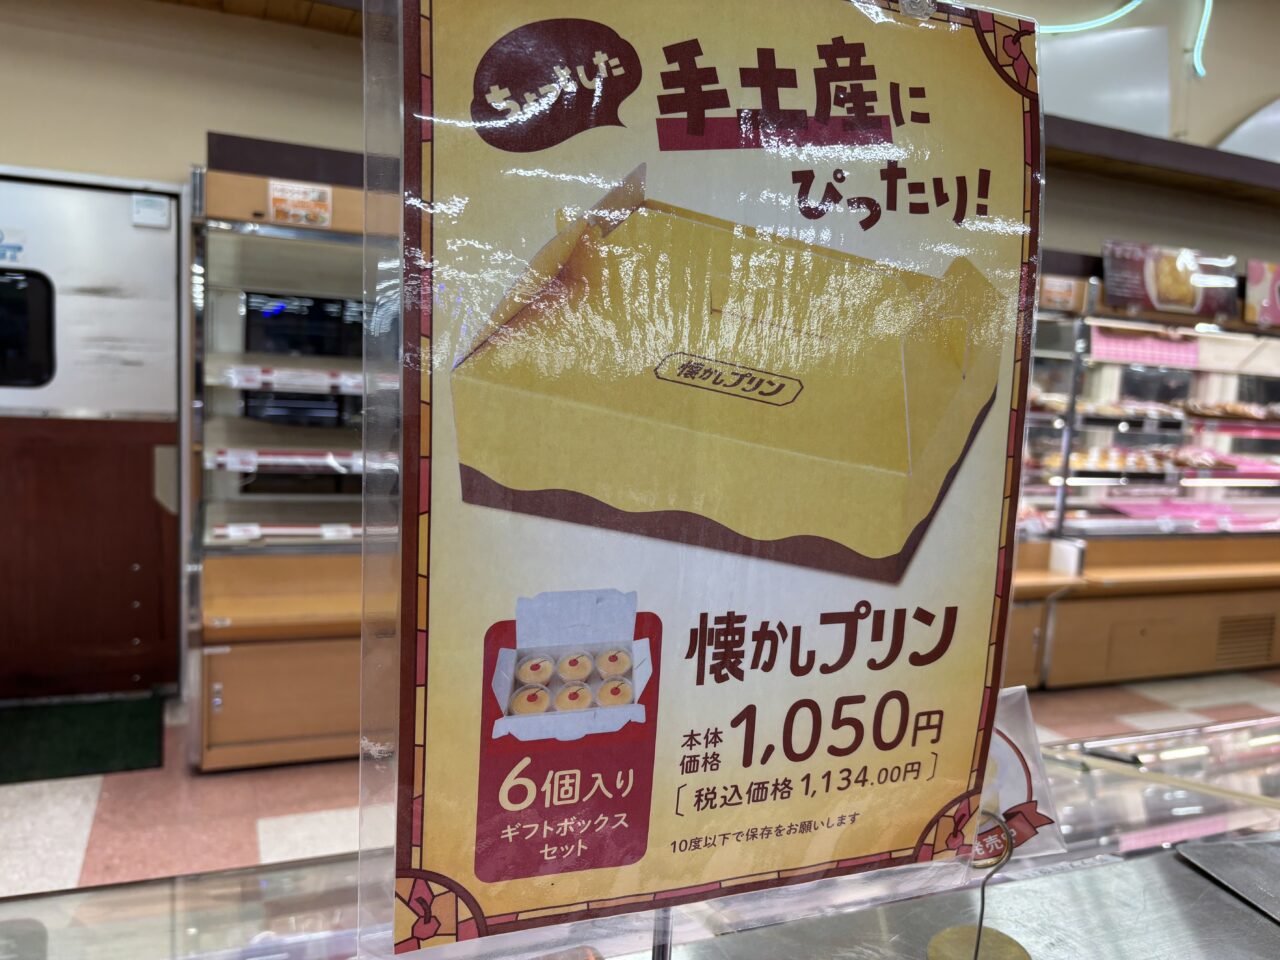 ちょっとした
手土産に
ぴったり!
懐かしプリン
懐かしプリン
本体
価格
1,050円
[税込価格 1,134.00円]
10度以下で保存をお願いします
6個入り
ギフトボックス
セット
発売中